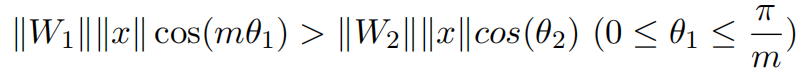 ‖W₁‖‖x‖ cos(mθ₁) > ‖W₂‖‖x‖cos(θ₂) (0 ≤ θ₁ ≤ π/m)